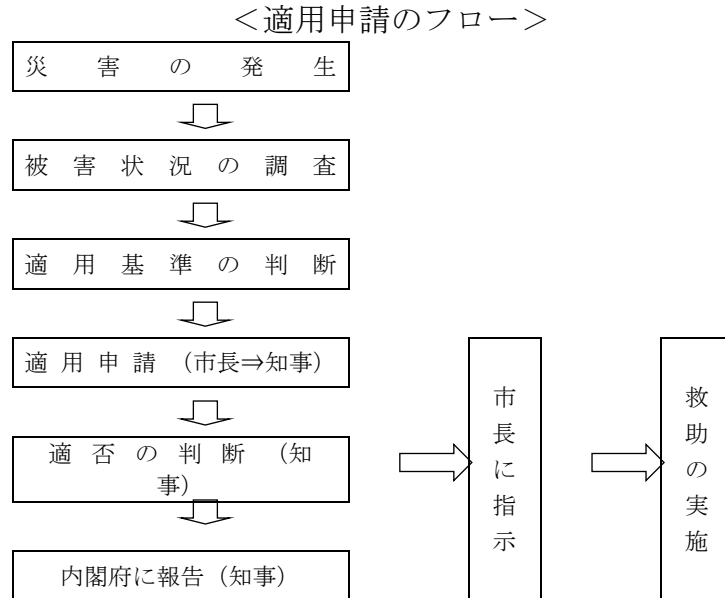 ＜適用申請のフロー＞
災害の発生
被害状況の調査
適用基準の判断
適用申請（市長⇒知事）
適否の判断（知
事）
内閣府に報告（知事）
市長に指示
救助の実施